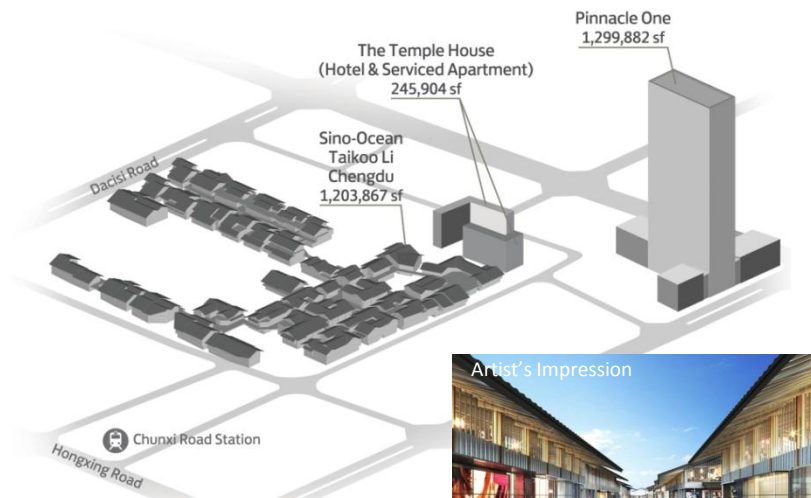 Pinnacle One
1,299,882 sf
The Temple House
(Hotel & Serviced Apartment)
245,904 sf
Sino-Ocean
Taikoo Li
Chengdu
1,203,867 sf
Dacisi Road
Artist's Impression
Chunxi Road Station
Hongxing Road